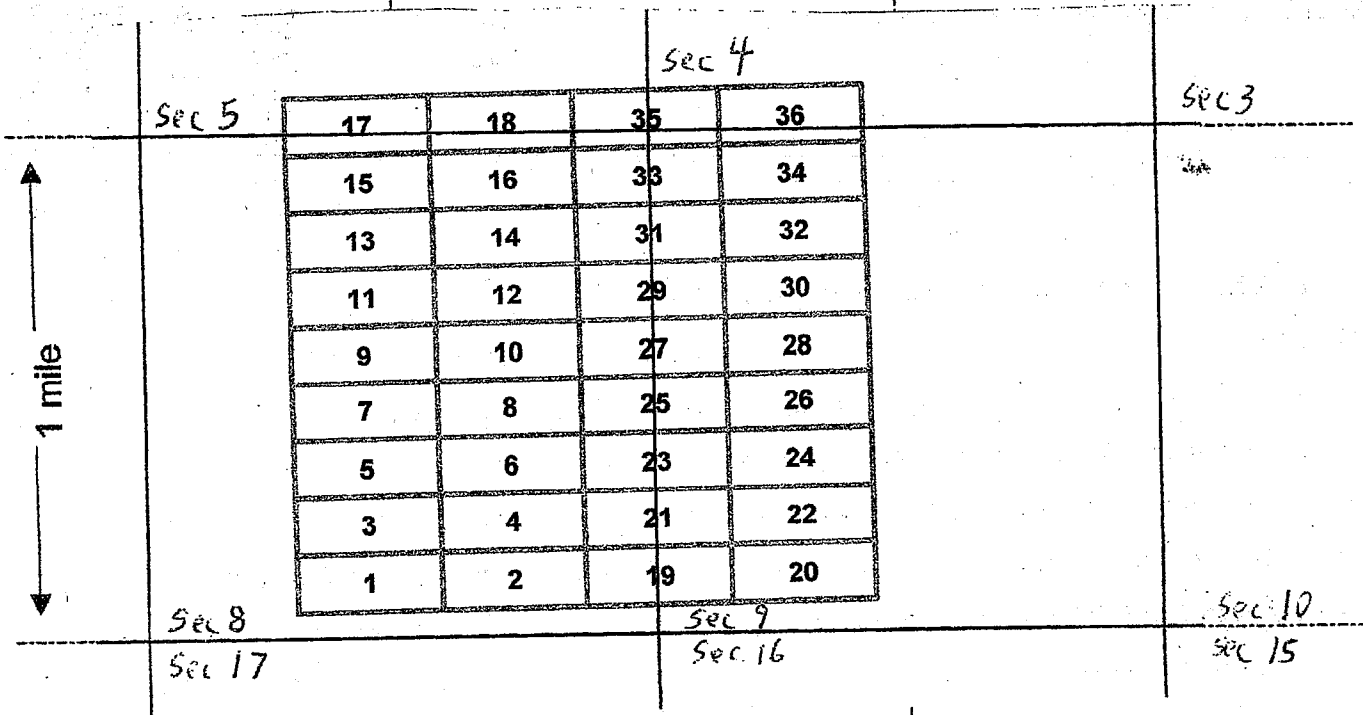 Sec 4
Sec 5
Sec 3
17 18 35 36
15 16 33 34
13 14 31 32
11 12 29 30
9 10 27 28
1 mile
7 8 25 26
5 6 23 24
3 4 21 22
1 2 19 20
Sec 8 Sec 9 Sec 10
Sec 17 Sec 16 Sec 15